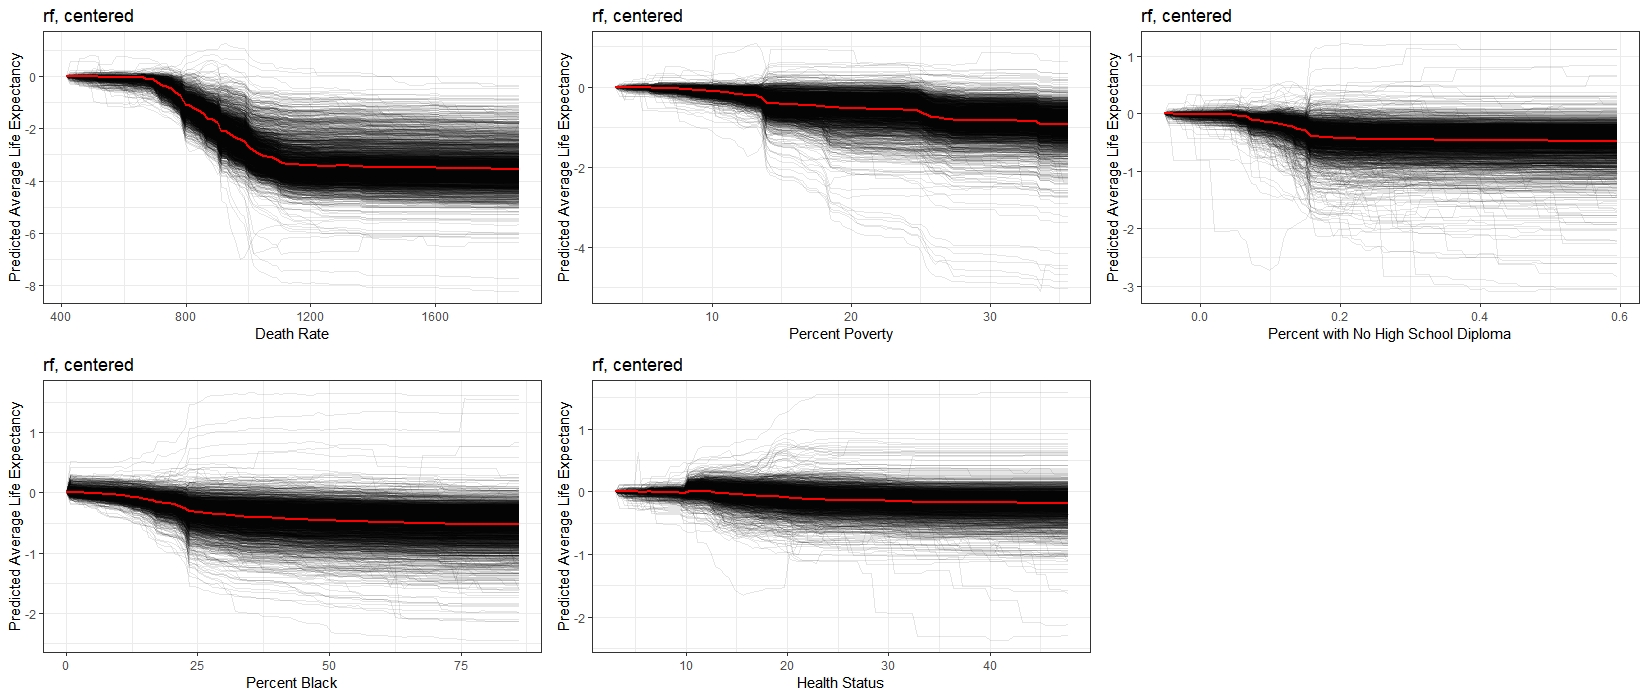 rf, centered
Predicted Average Life Expectancy
0
-2
-4
-6
-8
400
800
1200
1600
Death Rate
rf, centered
Predicted Average Life Expectancy
0
-2
-4
10
20
30
Percent Poverty
rf, centered
Predicted Average Life Expectancy
1
0
-1
-2
-3
0.0
0.2
0.4
0.6
Percent with No High School Diploma
rf, centered
Predicted Average Life Expectancy
1
0
-1
-2
0
25
50
75
Percent Black
rf, centered
Predicted Average Life Expectancy
1
0
-1
-2
10
20
30
40
Health Status